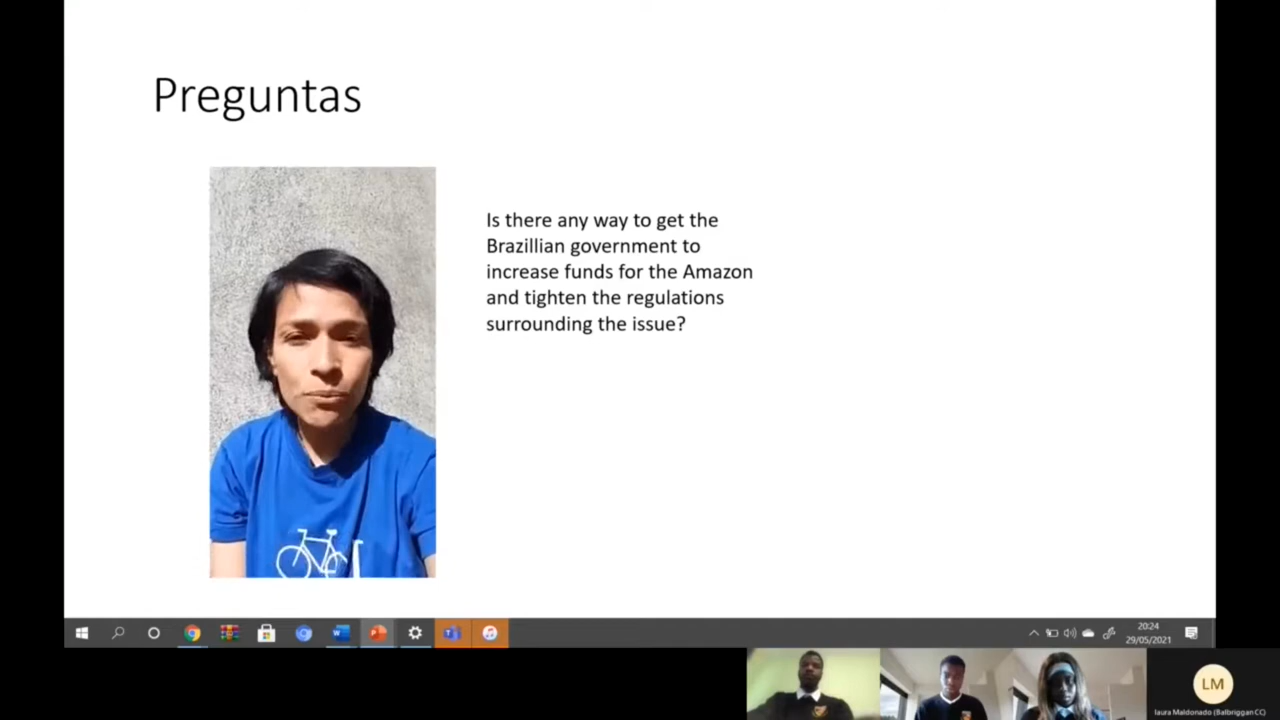 Preguntas
Is there any way to get the
Brazillian government to
increase funds for the Amazon
and tighten the regulations
surrounding the issue?
20:24
29/05/2021
LM
laura Maldonado (Balbriggan CC)